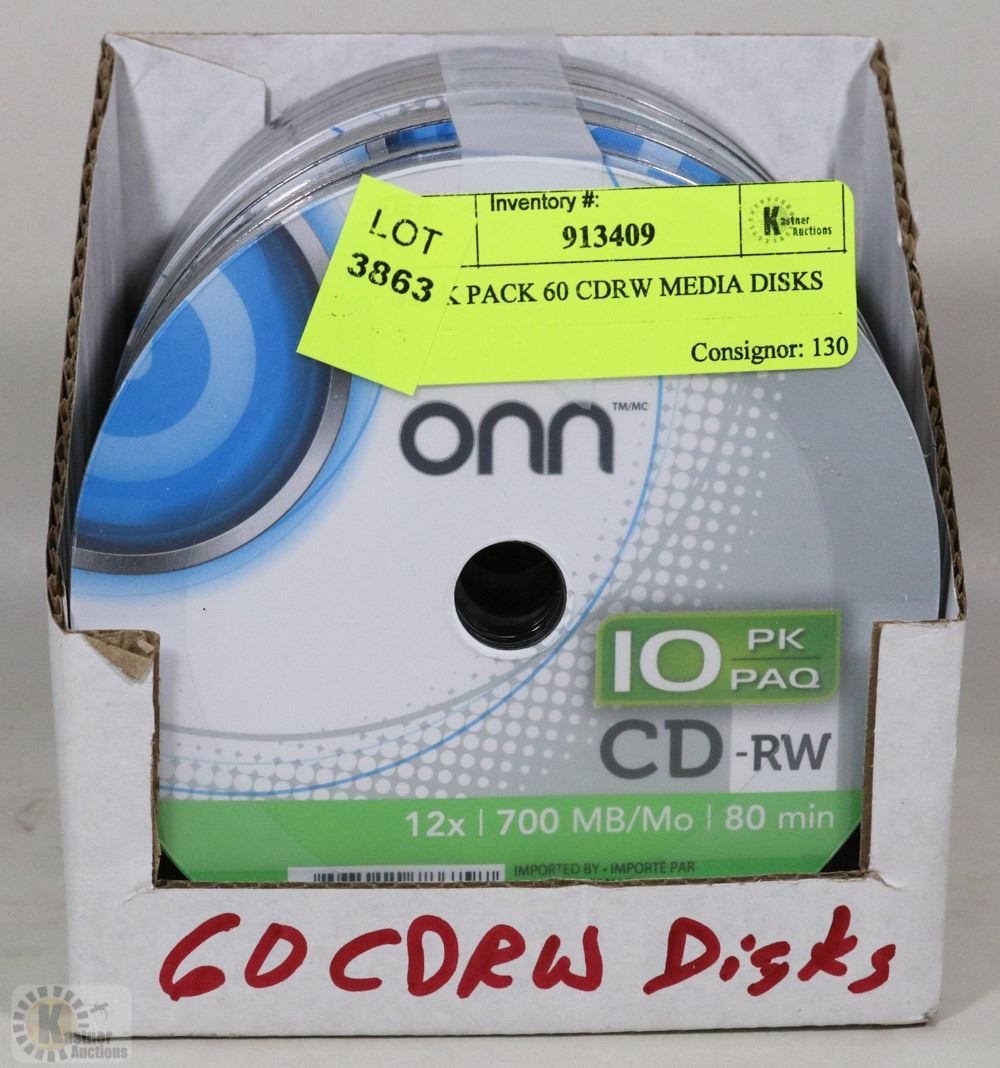 LOT
3863
Inventory #:
913409
Kastner
Auctions
PACK 60 CDRW MEDIA DISKS
Consignor: 130
onn TM/MC
10 PK
PAQ
CD-RW
12x | 700 MB/Mo | 80 min
IMPORTED BY • IMPORTÉ PAR
60 CDRW Disks
Kastner
Auctions